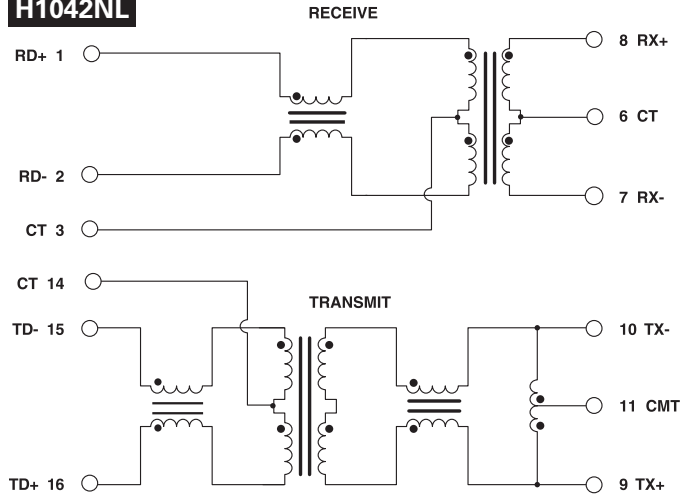 H1042NL
RECEIVE
RD+ 1
8 RX+
6 CT
RD- 2
7 RX-
CT 3
CT 14
TRANSMIT
TD- 15
10 TX-
11 CMT
TD+ 16
9 TX+